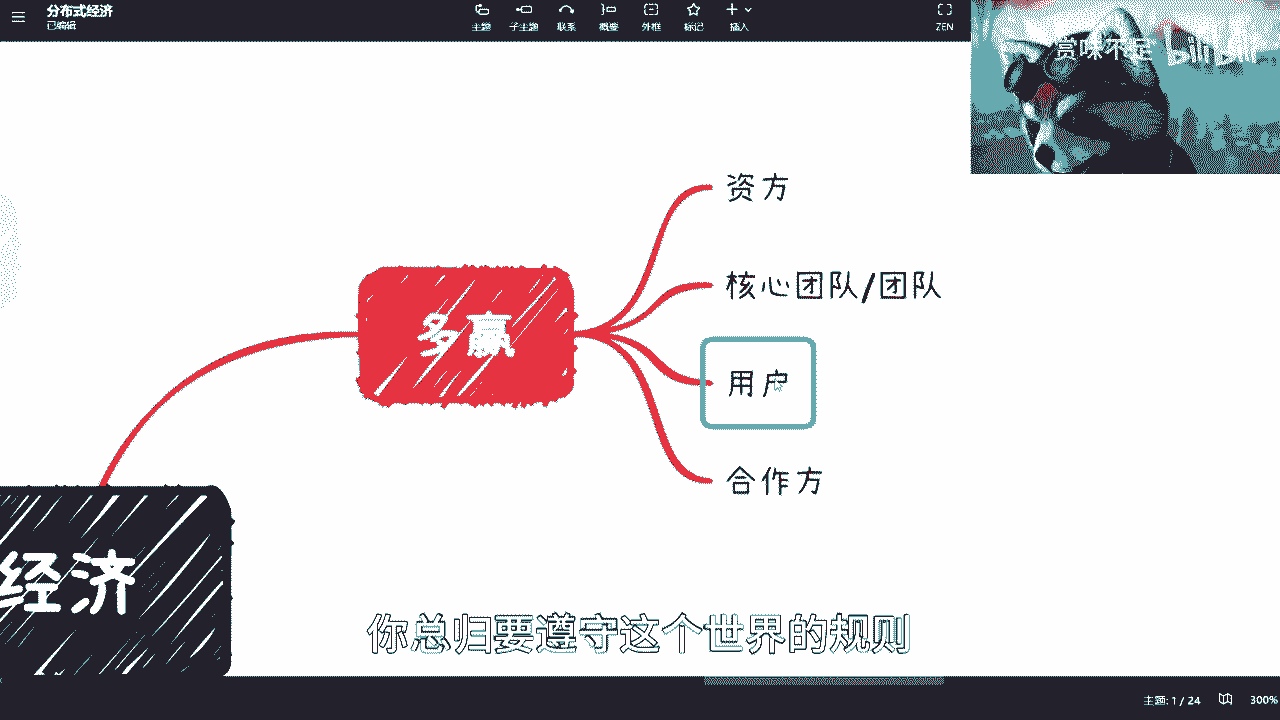 分布式经济
已编辑
主题 子主题 联系 概要 外框 标记 插入
ZEN
赏味不足 bilibili
资方
核心团队/团队
多赢
用户
合作方
经济
你总归要遵守这个世界的规则
主题: 1 / 24 300%